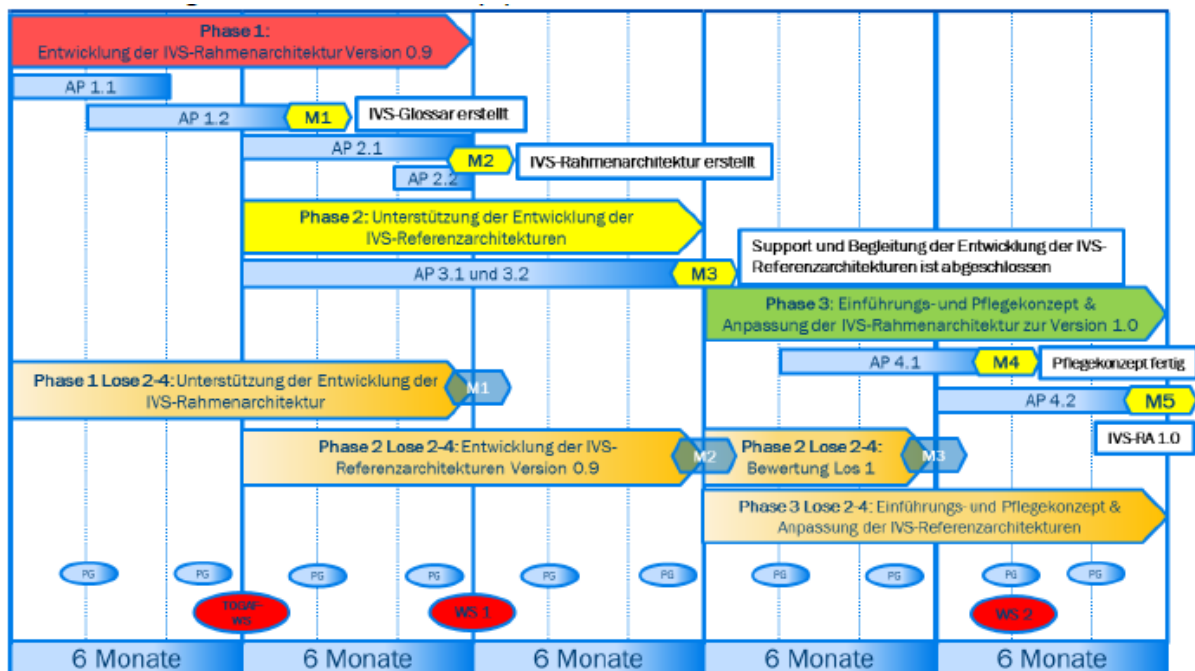 Phase 1:
Entwicklung der IVS-Rahmenarchitektur Version 0.9
AP 1.1
AP 1.2
M1
IVS-Glossar erstellt
AP 2.1
M2
IVS-Rahmenarchitektur erstellt
AP 2.2
Phase 2: Unterstützung der Entwicklung der
IVS-Referenzarchitekturen
Support und Begleitung der Entwicklung der IVS-
Referenzarchitekturen ist abgeschlossen
AP 3.1 und 3.2
M3
Phase 3: Einführungs- und Pflegekonzept &
Anpassung der IVS-Rahmenarchitektur zur Version 1.0
AP 4.1
M4
Pflegekonzept fertig
Phase 1 Lose 2-4: Unterstützung der Entwicklung der
IVS-Rahmenarchitektur
M1
AP 4.2
M5
IVS-RA 1.0
Phase 2 Lose 2-4: Entwicklung der IVS-
Referenzarchitekturen Version 0.9
M2
Phase 2 Lose 2-4:
Bewertung Los 1
M3
Phase 3 Lose 2-4: Einführungs- und Pflegekonzept &
Anpassung der IVS-Referenzarchitekturen
PG
PG
PG
PG
PG
PG
PG
PG
PG
PG
TOGAF-
WS
WS 1
WS 2
6 Monate
6 Monate
6 Monate
6 Monate
6 Monate